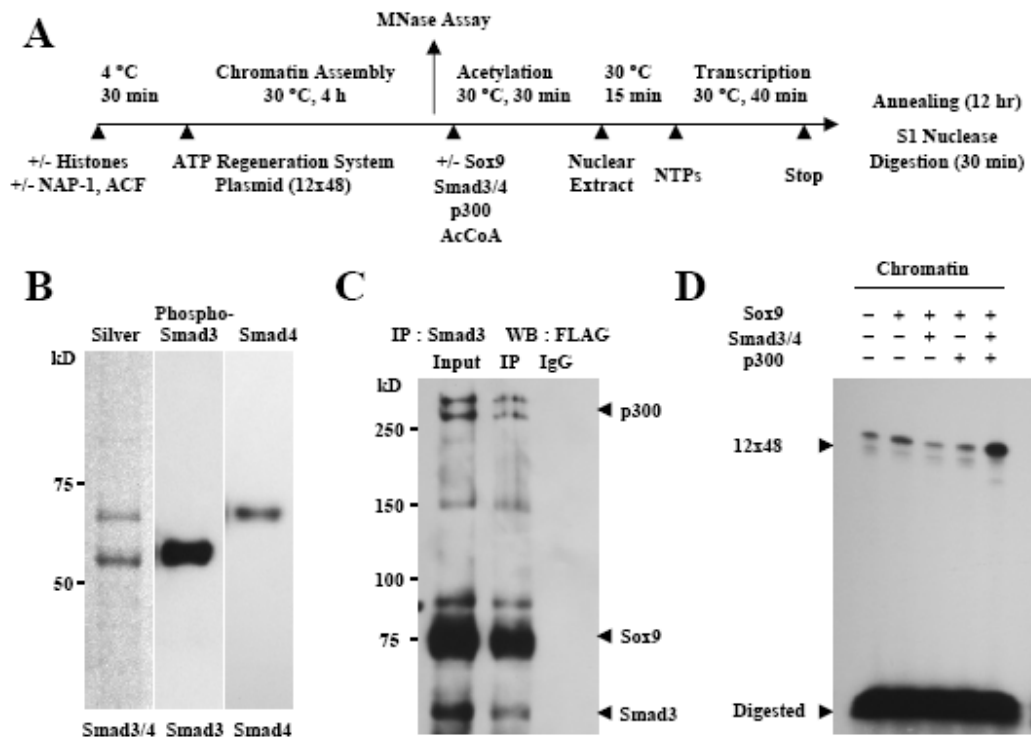 A
MNase Assay
4 °C
30 min
Chromatin Assembly
30 °C, 4 h
Acetylation
30 °C, 30 min
30 °C
15 min
Transcription
30 °C, 40 min
Annealing (12 hr)
S1 Nuclease
Digestion (30 min)
+/- Histones
+/- NAP-1, ACF
ATP Regeneration System
Plasmid (12x48)
+/- Sox9
Smad3/4
p300
AcCoA
Nuclear
Extract
NTPs
Stop
B
Phospho-
Silver Smad3 Smad4
kD
75
50
Smad3/4 Smad3 Smad4
C
IP : Smad3 WB : FLAG
Input IP IgG
kD
250
150
100
75
p300
Sox9
Smad3
D
Chromatin
Sox9 – + + + +
Smad3/4 – – + – +
p300 – – – + +
12x48
Digested